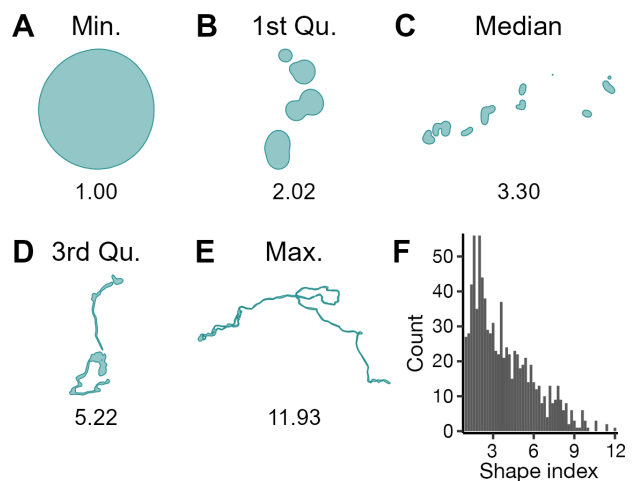 A Min.
B 1st Qu.
C Median
1.00
2.02
3.30
D 3rd Qu.
E Max.
F
5.22
11.93
Count
50
40
30
20
10
0
3 6 9 12
Shape index